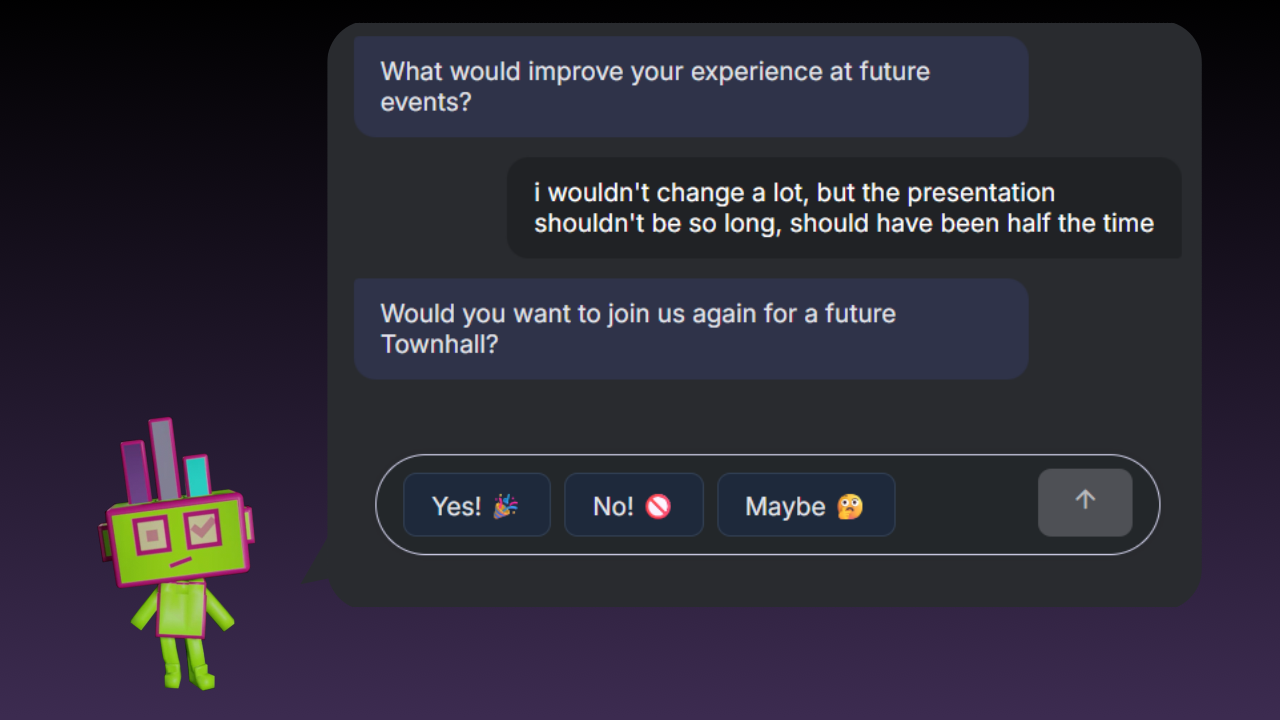 What would improve your experience at future
events?
i wouldn't change a lot, but the presentation
shouldn't be so long, should have been half the time
Would you want to join us again for a future
Townhall?
Yes! 🎉 No! 🚫 Maybe 🤔